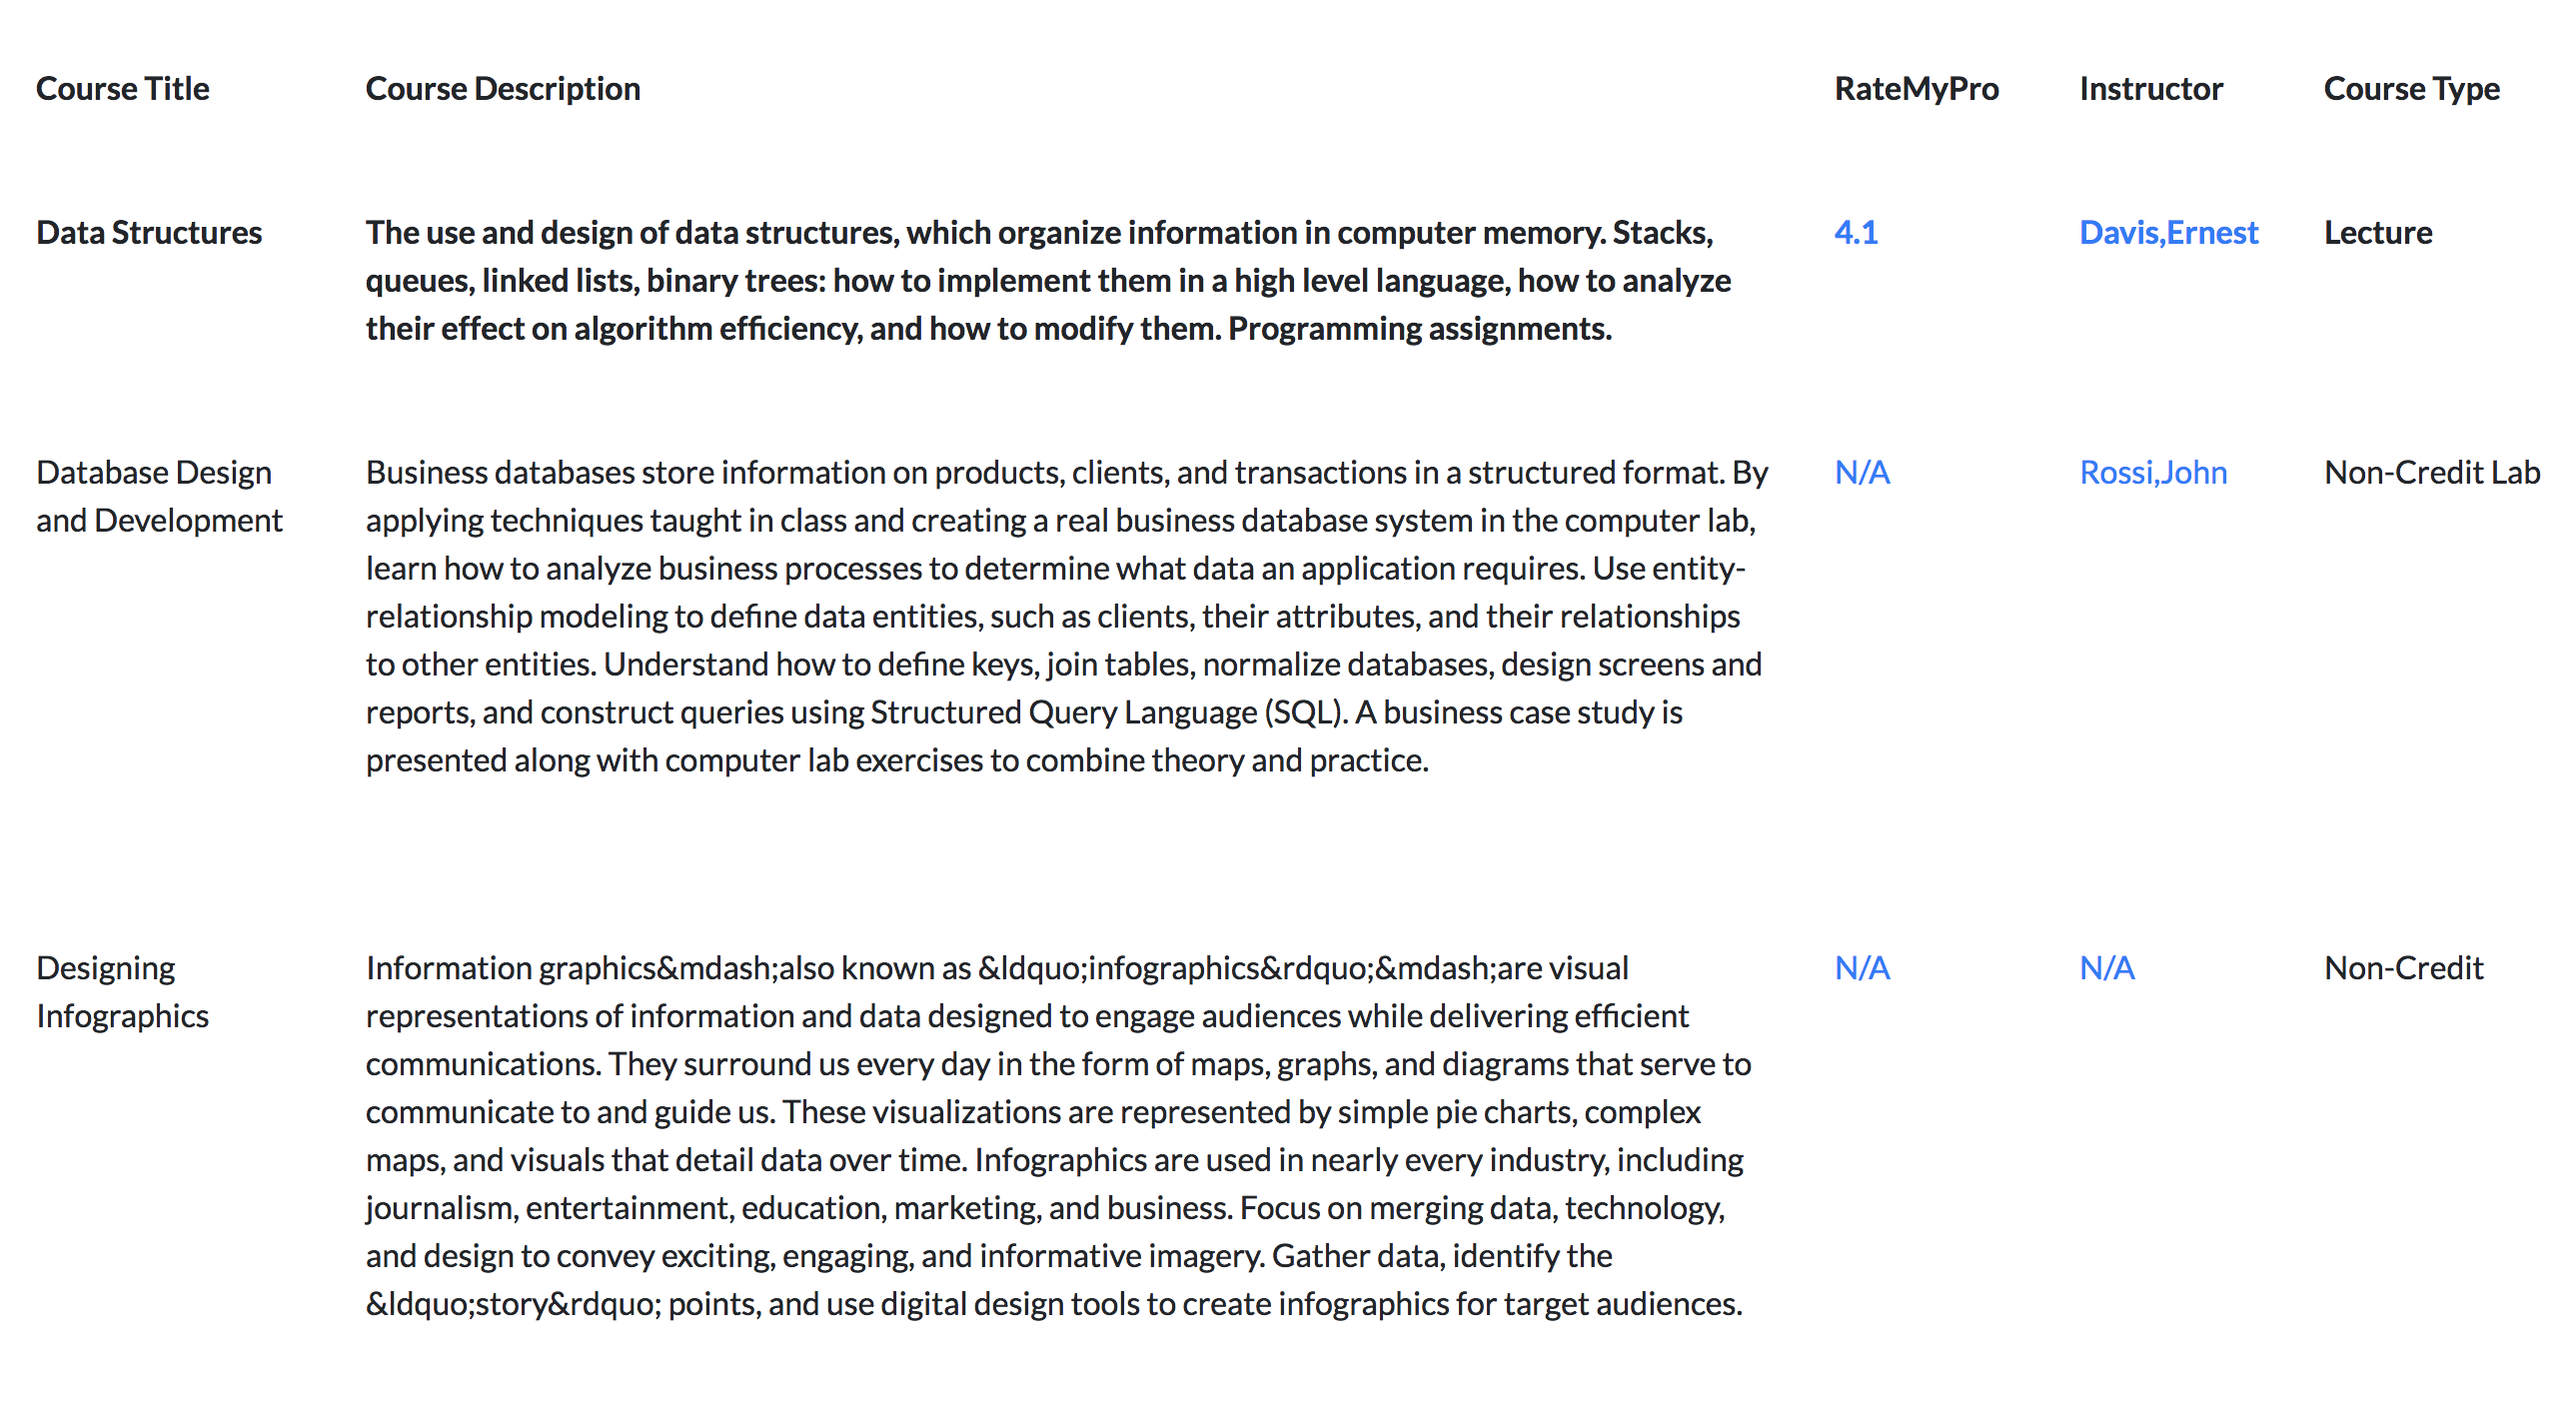 Course Title Course Description RateMyPro Instructor Course Type
Data Structures The use and design of data structures, which organize information in computer memory. Stacks, 4.1 Davis,Ernest Lecture
queues, linked lists, binary trees: how to implement them in a high level language, how to analyze
their effect on algorithm efficiency, and how to modify them. Programming assignments.
Database Design Business databases store information on products, clients, and transactions in a structured format. By N/A Rossi,John Non-Credit Lab
and Development applying techniques taught in class and creating a real business database system in the computer lab,
learn how to analyze business processes to determine what data an application requires. Use entity-
relationship modeling to define data entities, such as clients, their attributes, and their relationships
to other entities. Understand how to define keys, join tables, normalize databases, design screens and
reports, and construct queries using Structured Query Language (SQL). A business case study is
presented along with computer lab exercises to combine theory and practice.
Designing Information graphics&mdash;also known as &ldquo;infographics&rdquo;&mdash;are visual N/A N/A Non-Credit
Infographics representations of information and data designed to engage audiences while delivering efficient
communications. They surround us every day in the form of maps, graphs, and diagrams that serve to
communicate to and guide us. These visualizations are represented by simple pie charts, complex
maps, and visuals that detail data over time. Infographics are used in nearly every industry, including
journalism, entertainment, education, marketing, and business. Focus on merging data, technology,
and design to convey exciting, engaging, and informative imagery. Gather data, identify the
&ldquo;story&rdquo; points, and use digital design tools to create infographics for target audiences.